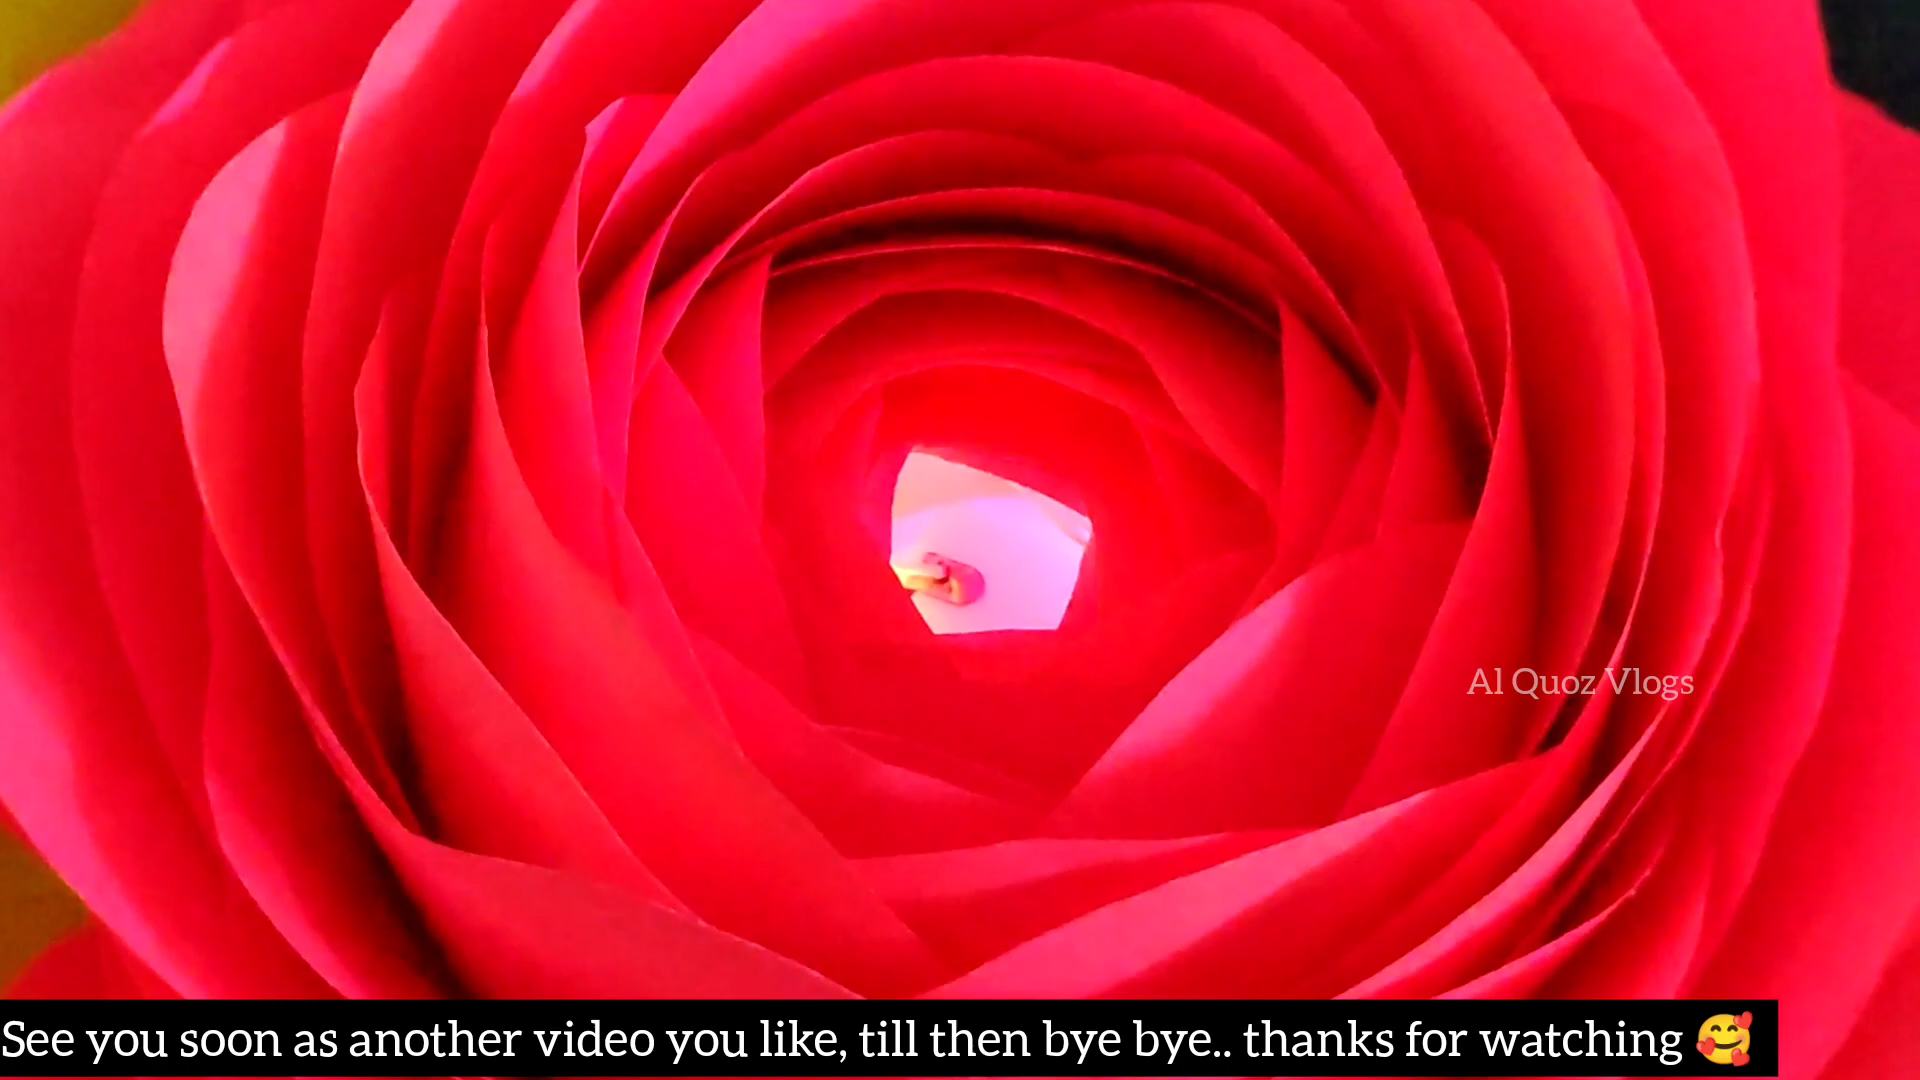 Al Quoz Vlogs
See you soon as another video you like, till then bye bye.. thanks for watching 🥰